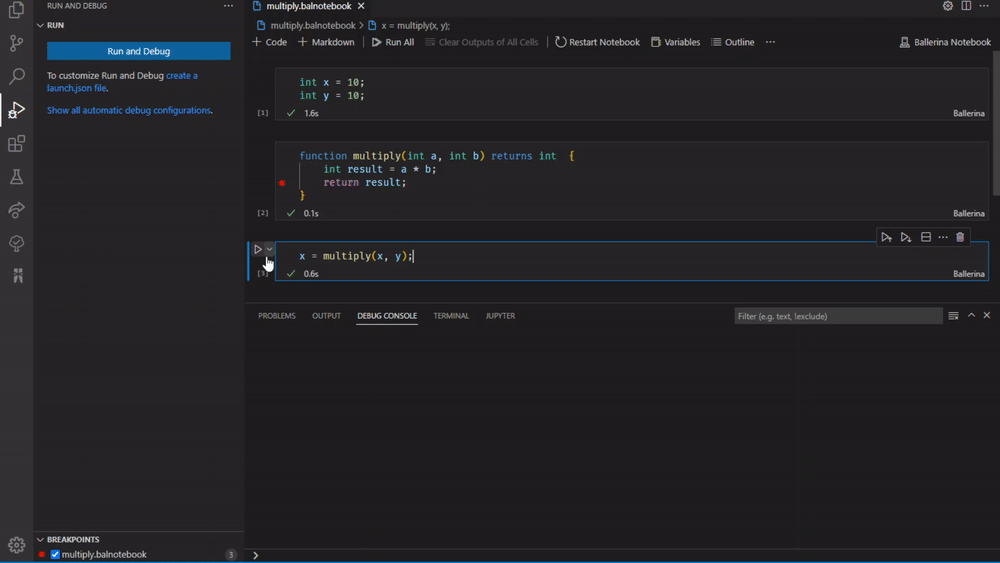 RUN AND DEBUG
RUN
Run and Debug
To customize Run and Debug create a
launch.json file.
Show all automatic debug configurations.
BREAKPOINTS
multiply.balnotebook 3
multiply.balnotebook
multiply.balnotebook > x = multiply(x, y);
+ Code + Markdown Run All Clear Outputs of All Cells Restart Notebook Variables Outline ... Ballerina Notebook
int x = 10;
int y = 10;
[1] 1.6s Ballerina
function multiply(int a, int b) returns int {
int result = a * b;
return result;
}
[2] 0.1s Ballerina
x = multiply(x, y);
[3] 0.6s Ballerina
PROBLEMS OUTPUT DEBUG CONSOLE TERMINAL JUPYTER Filter (e.g. text, !exclude)